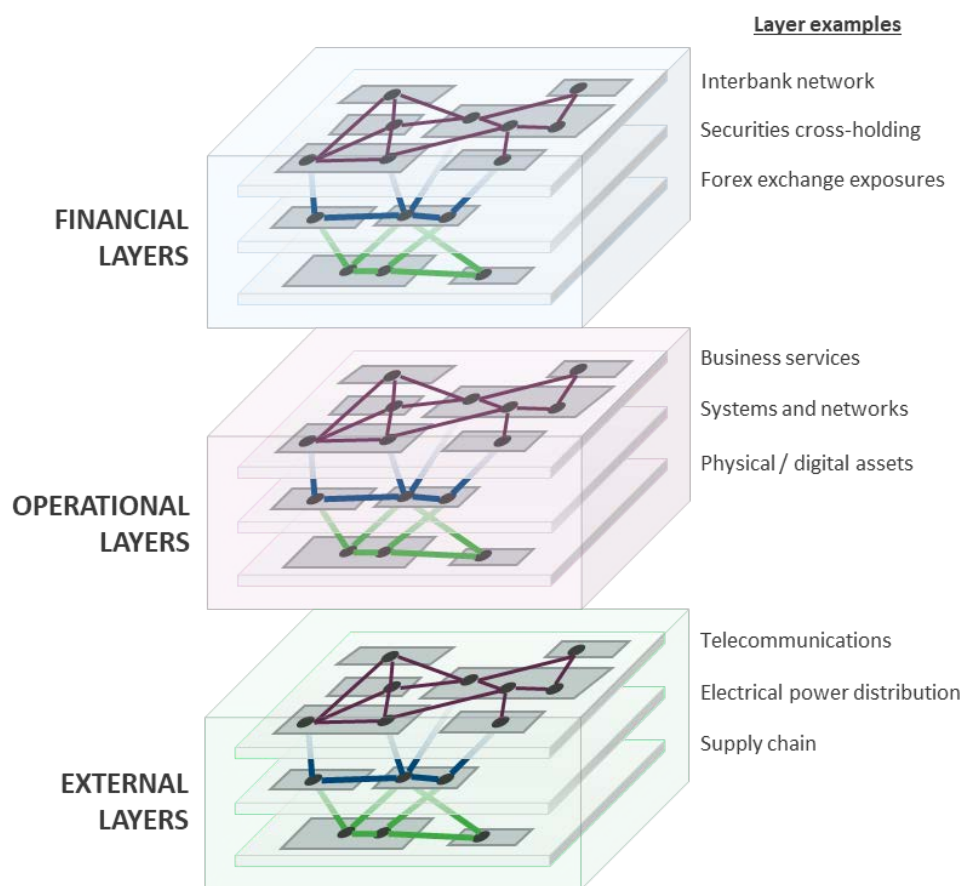 Layer examples
Interbank network
Securities cross-holding
Forex exchange exposures
FINANCIAL
LAYERS
Business services
Systems and networks
Physical / digital assets
OPERATIONAL
LAYERS
Telecommunications
Electrical power distribution
Supply chain
EXTERNAL
LAYERS